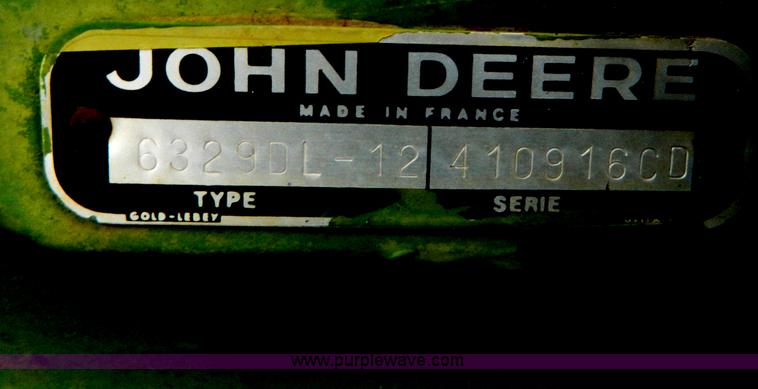 JOHN DEERE
MADE IN FRANCE
6329DL-12 410916CD
TYPE SERIE
GOLD-LEBEY
www.purplewave.com